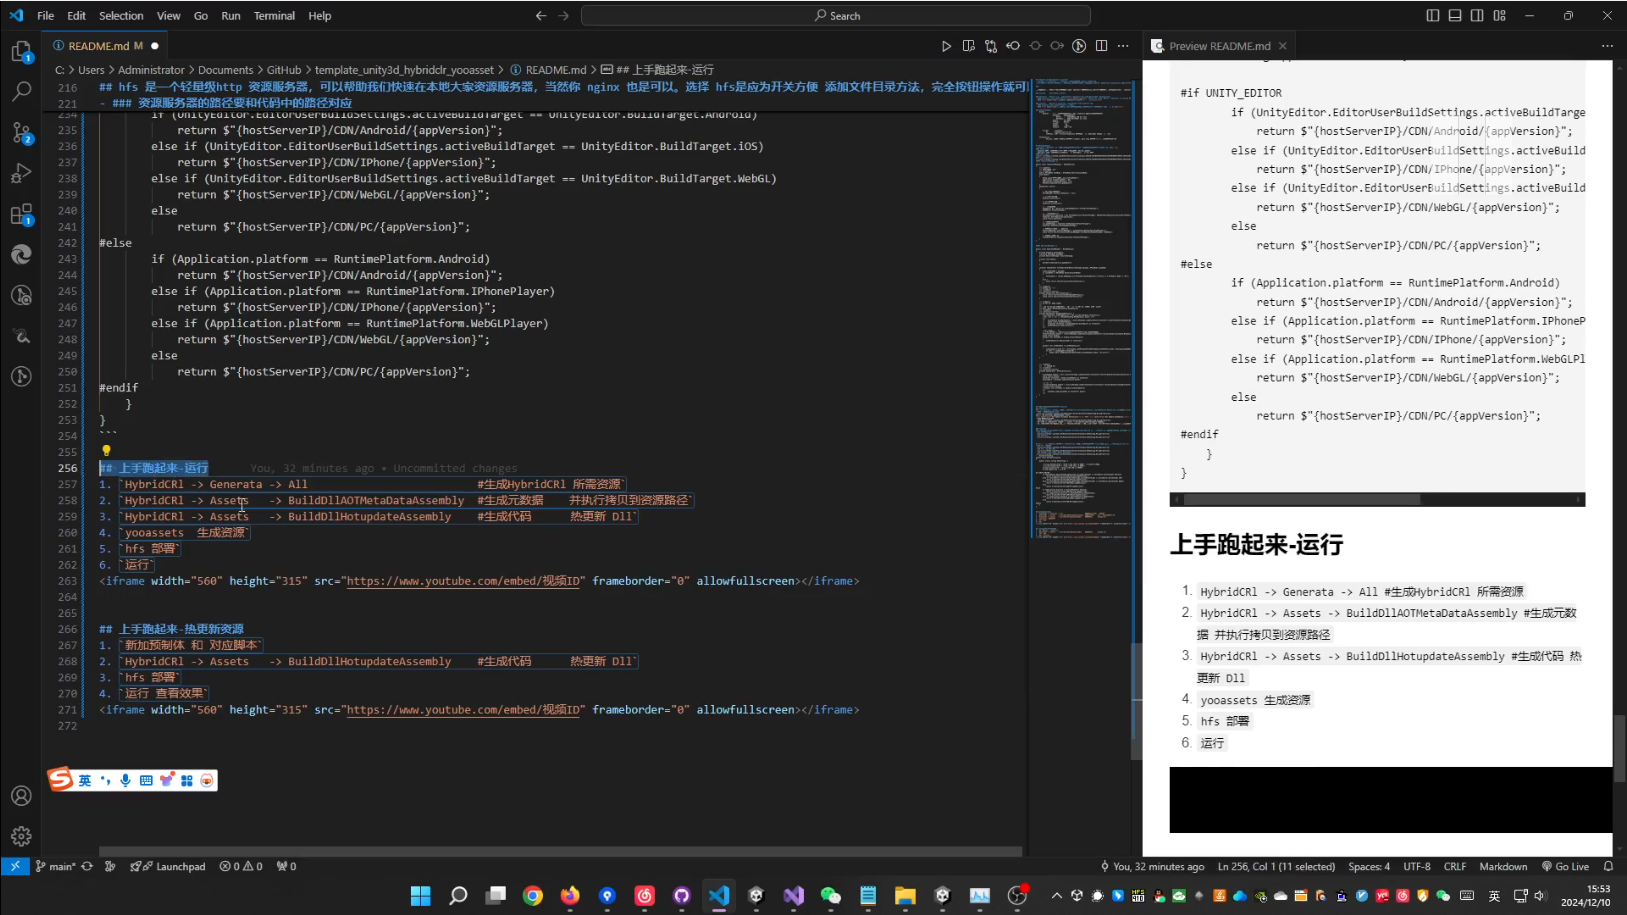 File Edit Selection View Go Run Terminal Help
Search
README.md M
Preview README.md
C: > Users > Administrator > Documents > GitHub > template_unity3d_hybridclr_yooasset > README.md > ## 上手跑起来-运行
216 ## hfs 是一个轻量级http 资源服务器，可以帮助我们快速在本地大家资源服务器，当然你 nginx 也是可以。选择 hfs是应为开关方便 添加文件目录方法，完全按钮操作就可
221 - ### 资源服务器的路径要和代码中的路径对应
234 if (UnityEditor.EditorUserBuildSettings.activeBuildTarget == UnityEditor.BuildTarget.Android)
235 return $"{hostServerIP}/CDN/Android/{appVersion}";
236 else if (UnityEditor.EditorUserBuildSettings.activeBuildTarget == UnityEditor.BuildTarget.iOS)
237 return $"{hostServerIP}/CDN/IPhone/{appVersion}";
238 else if (UnityEditor.EditorUserBuildSettings.activeBuildTarget == UnityEditor.BuildTarget.WebGL)
239 return $"{hostServerIP}/CDN/WebGL/{appVersion}";
240 else
241 return $"{hostServerIP}/CDN/PC/{appVersion}";
242 #else
243 if (Application.platform == RuntimePlatform.Android)
244 return $"{hostServerIP}/CDN/Android/{appVersion}";
245 else if (Application.platform == RuntimePlatform.IPhonePlayer)
246 return $"{hostServerIP}/CDN/IPhone/{appVersion}";
247 else if (Application.platform == RuntimePlatform.WebGLPlayer)
248 return $"{hostServerIP}/CDN/WebGL/{appVersion}";
249 else
250 return $"{hostServerIP}/CDN/PC/{appVersion}";
251 #endif
252 }
253 }
254 ```
255
256 ## 上手跑起来-运行 You, 32 minutes ago • Uncommitted changes
257 1. `HybridCRl -> Generata -> All #生成HybridCRl 所需资源`
258 2. `HybridCRl -> Assets -> BuildDllAOTMetaDataAssembly #生成元数据 并执行拷贝到资源路径`
259 3. `HybridCRl -> Assets -> BuildDllHotupdateAssembly #生成代码 热更新 Dll`
260 4. `yooassets 生成资源`
261 5. `hfs 部署`
262 6. `运行`
263 <iframe width="560" height="315" src="https://www.youtube.com/embed/视频ID" frameborder="0" allowfullscreen></iframe>
264
265
266 ## 上手跑起来-热更新资源
267 1. `新加预制体 和 对应脚本`
268 2. `HybridCRl -> Assets -> BuildDllHotupdateAssembly #生成代码 热更新 Dll`
269 3. `hfs 部署`
270 4. `运行 查看效果`
271 <iframe width="560" height="315" src="https://www.youtube.com/embed/视频ID" frameborder="0" allowfullscreen></iframe>
272
#if UNITY_EDITOR
if (UnityEditor.EditorUserBuildSettings.activeBuildTarge
return $"{hostServerIP}/CDN/Android/{appVersion}";
else if (UnityEditor.EditorUserBuildSettings.activeBuild
return $"{hostServerIP}/CDN/IPhone/{appVersion}";
else if (UnityEditor.EditorUserBuildSettings.activeBuild
return $"{hostServerIP}/CDN/WebGL/{appVersion}";
else
return $"{hostServerIP}/CDN/PC/{appVersion}";
#else
if (Application.platform == RuntimePlatform.Android)
return $"{hostServerIP}/CDN/Android/{appVersion}";
else if (Application.platform == RuntimePlatform.IPhoneP
return $"{hostServerIP}/CDN/IPhone/{appVersion}";
else if (Application.platform == RuntimePlatform.WebGLPl
return $"{hostServerIP}/CDN/WebGL/{appVersion}";
else
return $"{hostServerIP}/CDN/PC/{appVersion}";
#endif
}
}
上手跑起来-运行
1. HybridCRl -> Generata -> All #生成HybridCRl 所需资源
2. HybridCRl -> Assets -> BuildDllAOTMetaDataAssembly #生成元数
据 并执行拷贝到资源路径
3. HybridCRl -> Assets -> BuildDllHotupdateAssembly #生成代码 热
更新 Dll
4. yooassets 生成资源
5. hfs 部署
6. 运行
英
main* Launchpad 0 0 0 You, 32 minutes ago Ln 256, Col 1 (11 selected) Spaces: 4 UTF-8 CRLF Markdown Go Live
英 15:53
2024/12/10